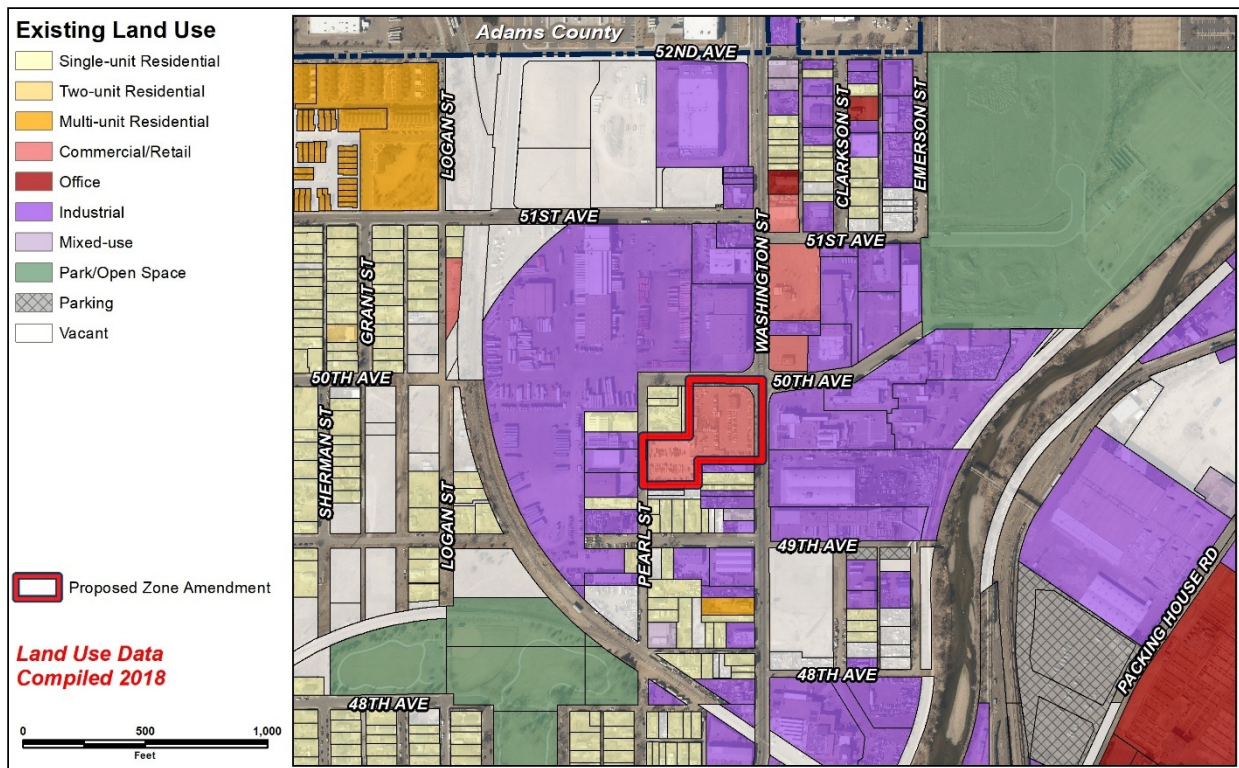 Existing Land Use
Single-unit Residential
Two-unit Residential
Multi-unit Residential
Commercial/Retail
Office
Industrial
Mixed-use
Park/Open Space
Parking
Vacant
Proposed Zone Amendment
Land Use Data
Compiled 2018
0 500 1,000
Feet
Adams County
52ND AVE
LOGAN ST
CLARKSON ST
EMERSON ST
51ST AVE
51ST AVE
GRANT ST
WASHINGTON ST
50TH AVE
50TH AVE
SHERMAN ST
LOGAN ST
PEARL ST
49TH AVE
PACKING HOUSE RD
48TH AVE
48TH AVE